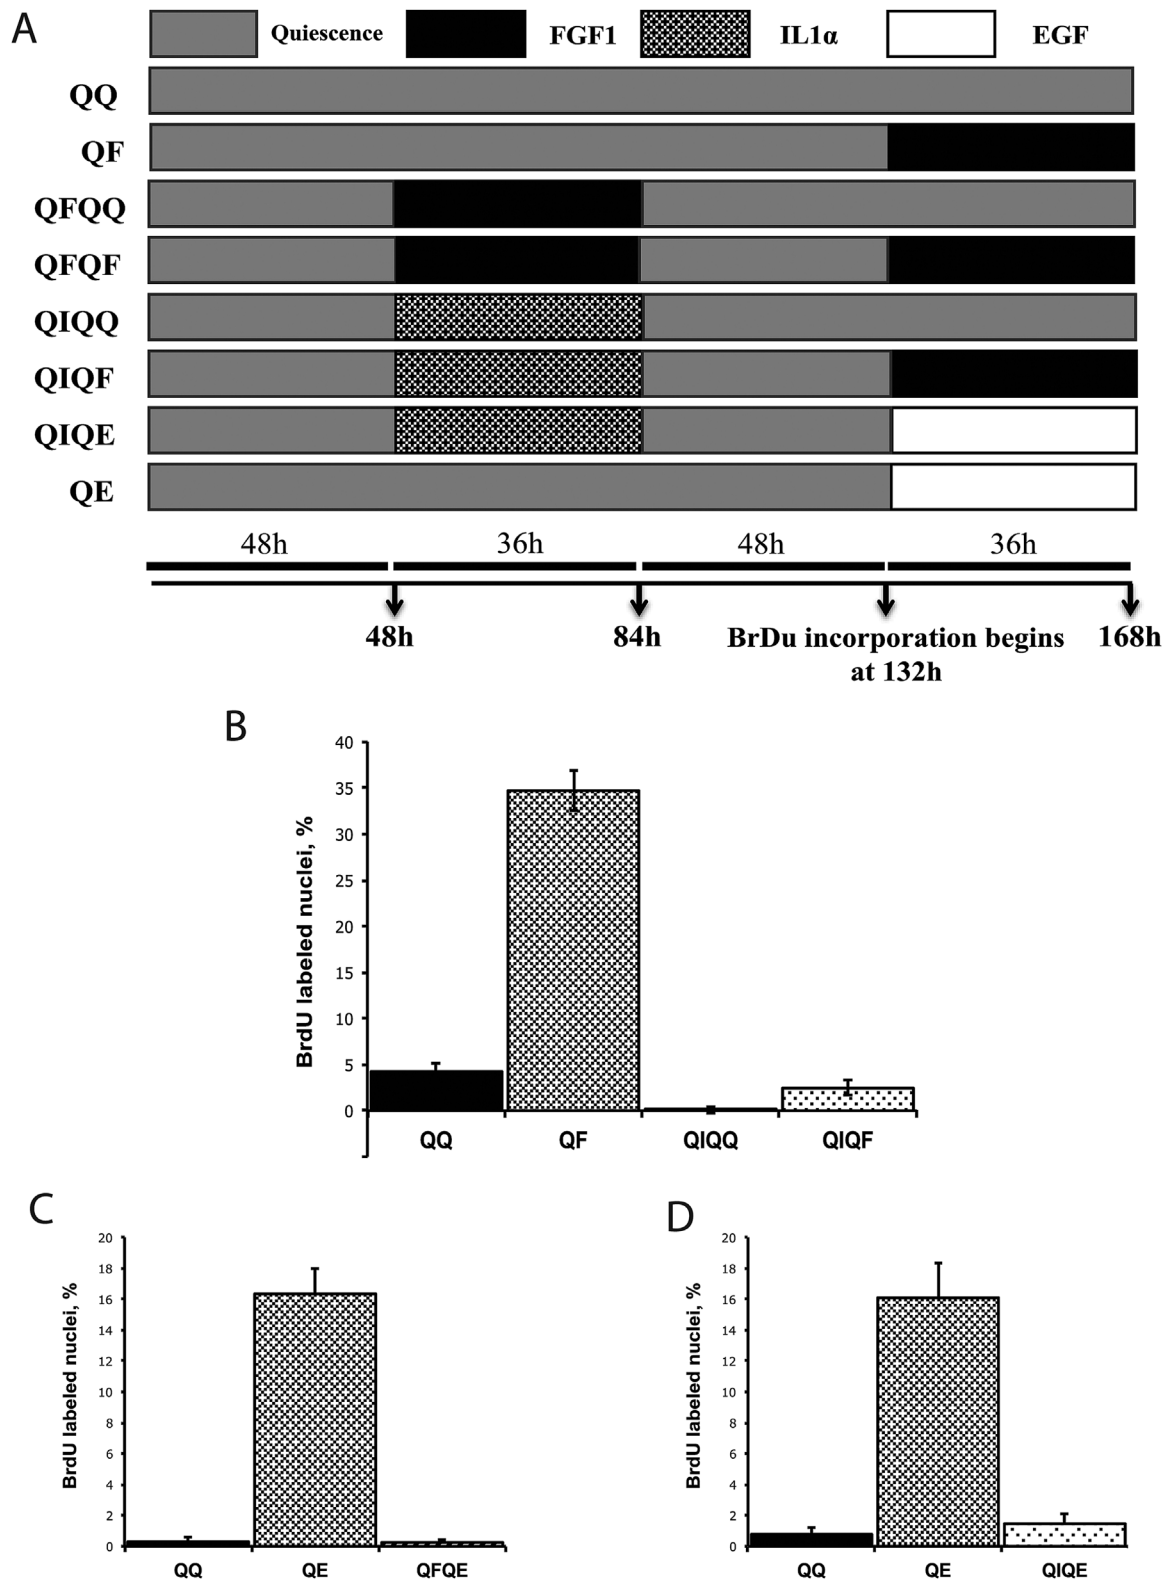 A
Quiescence FGF1 IL1α EGF
QQ
QF
QFQQ
QFQF
QIQQ
QIQF
QIQE
QE
48h 36h 48h 36h
48h 84h BrDu incorporation begins 168h
at 132h
B
BrdU labeled nuclei, %
40
35
30
25
20
15
10
5
0
QQ QF QIQQ QIQF
C
BrdU labeled nuclei, %
20
18
16
14
12
10
8
6
4
2
0
QQ QE QFQE
D
BrdU labeled nuclei, %
20
18
16
14
12
10
8
6
4
2
0
QQ QE QIQE